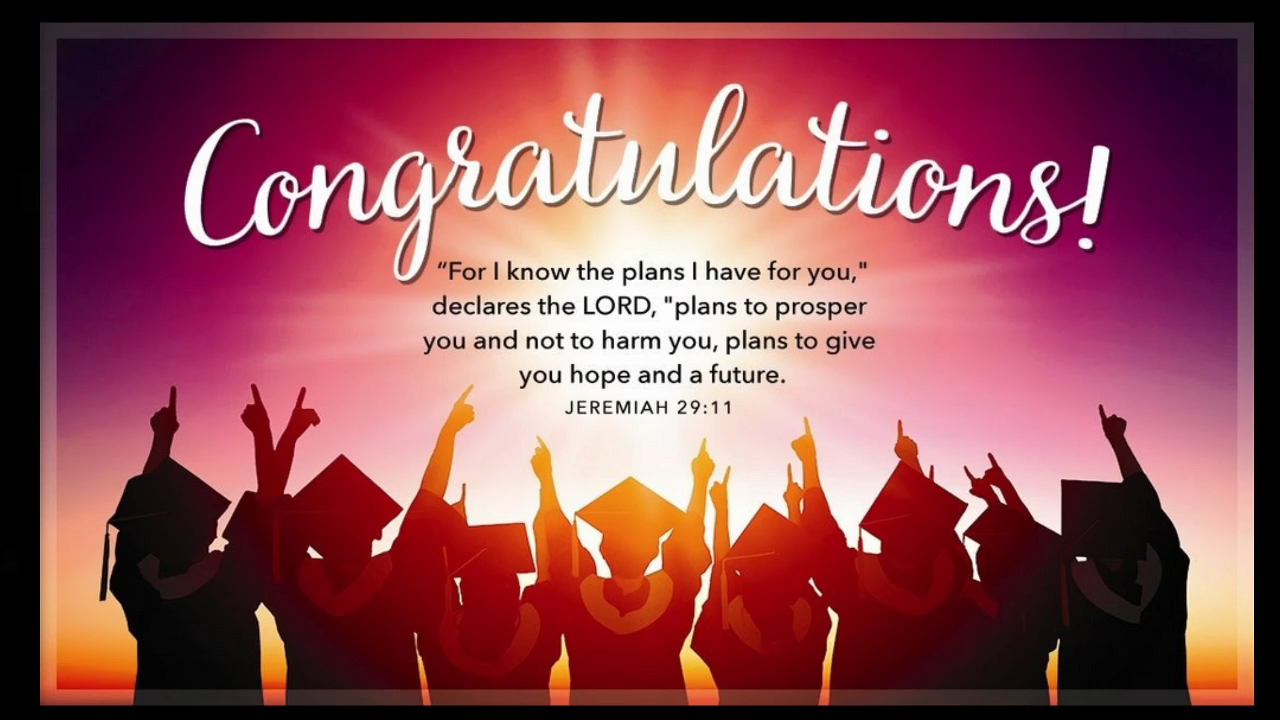 Congratulations!
“For I know the plans I have for you,"
declares the LORD, "plans to prosper
you and not to harm you, plans to give
you hope and a future.
JEREMIAH 29:11